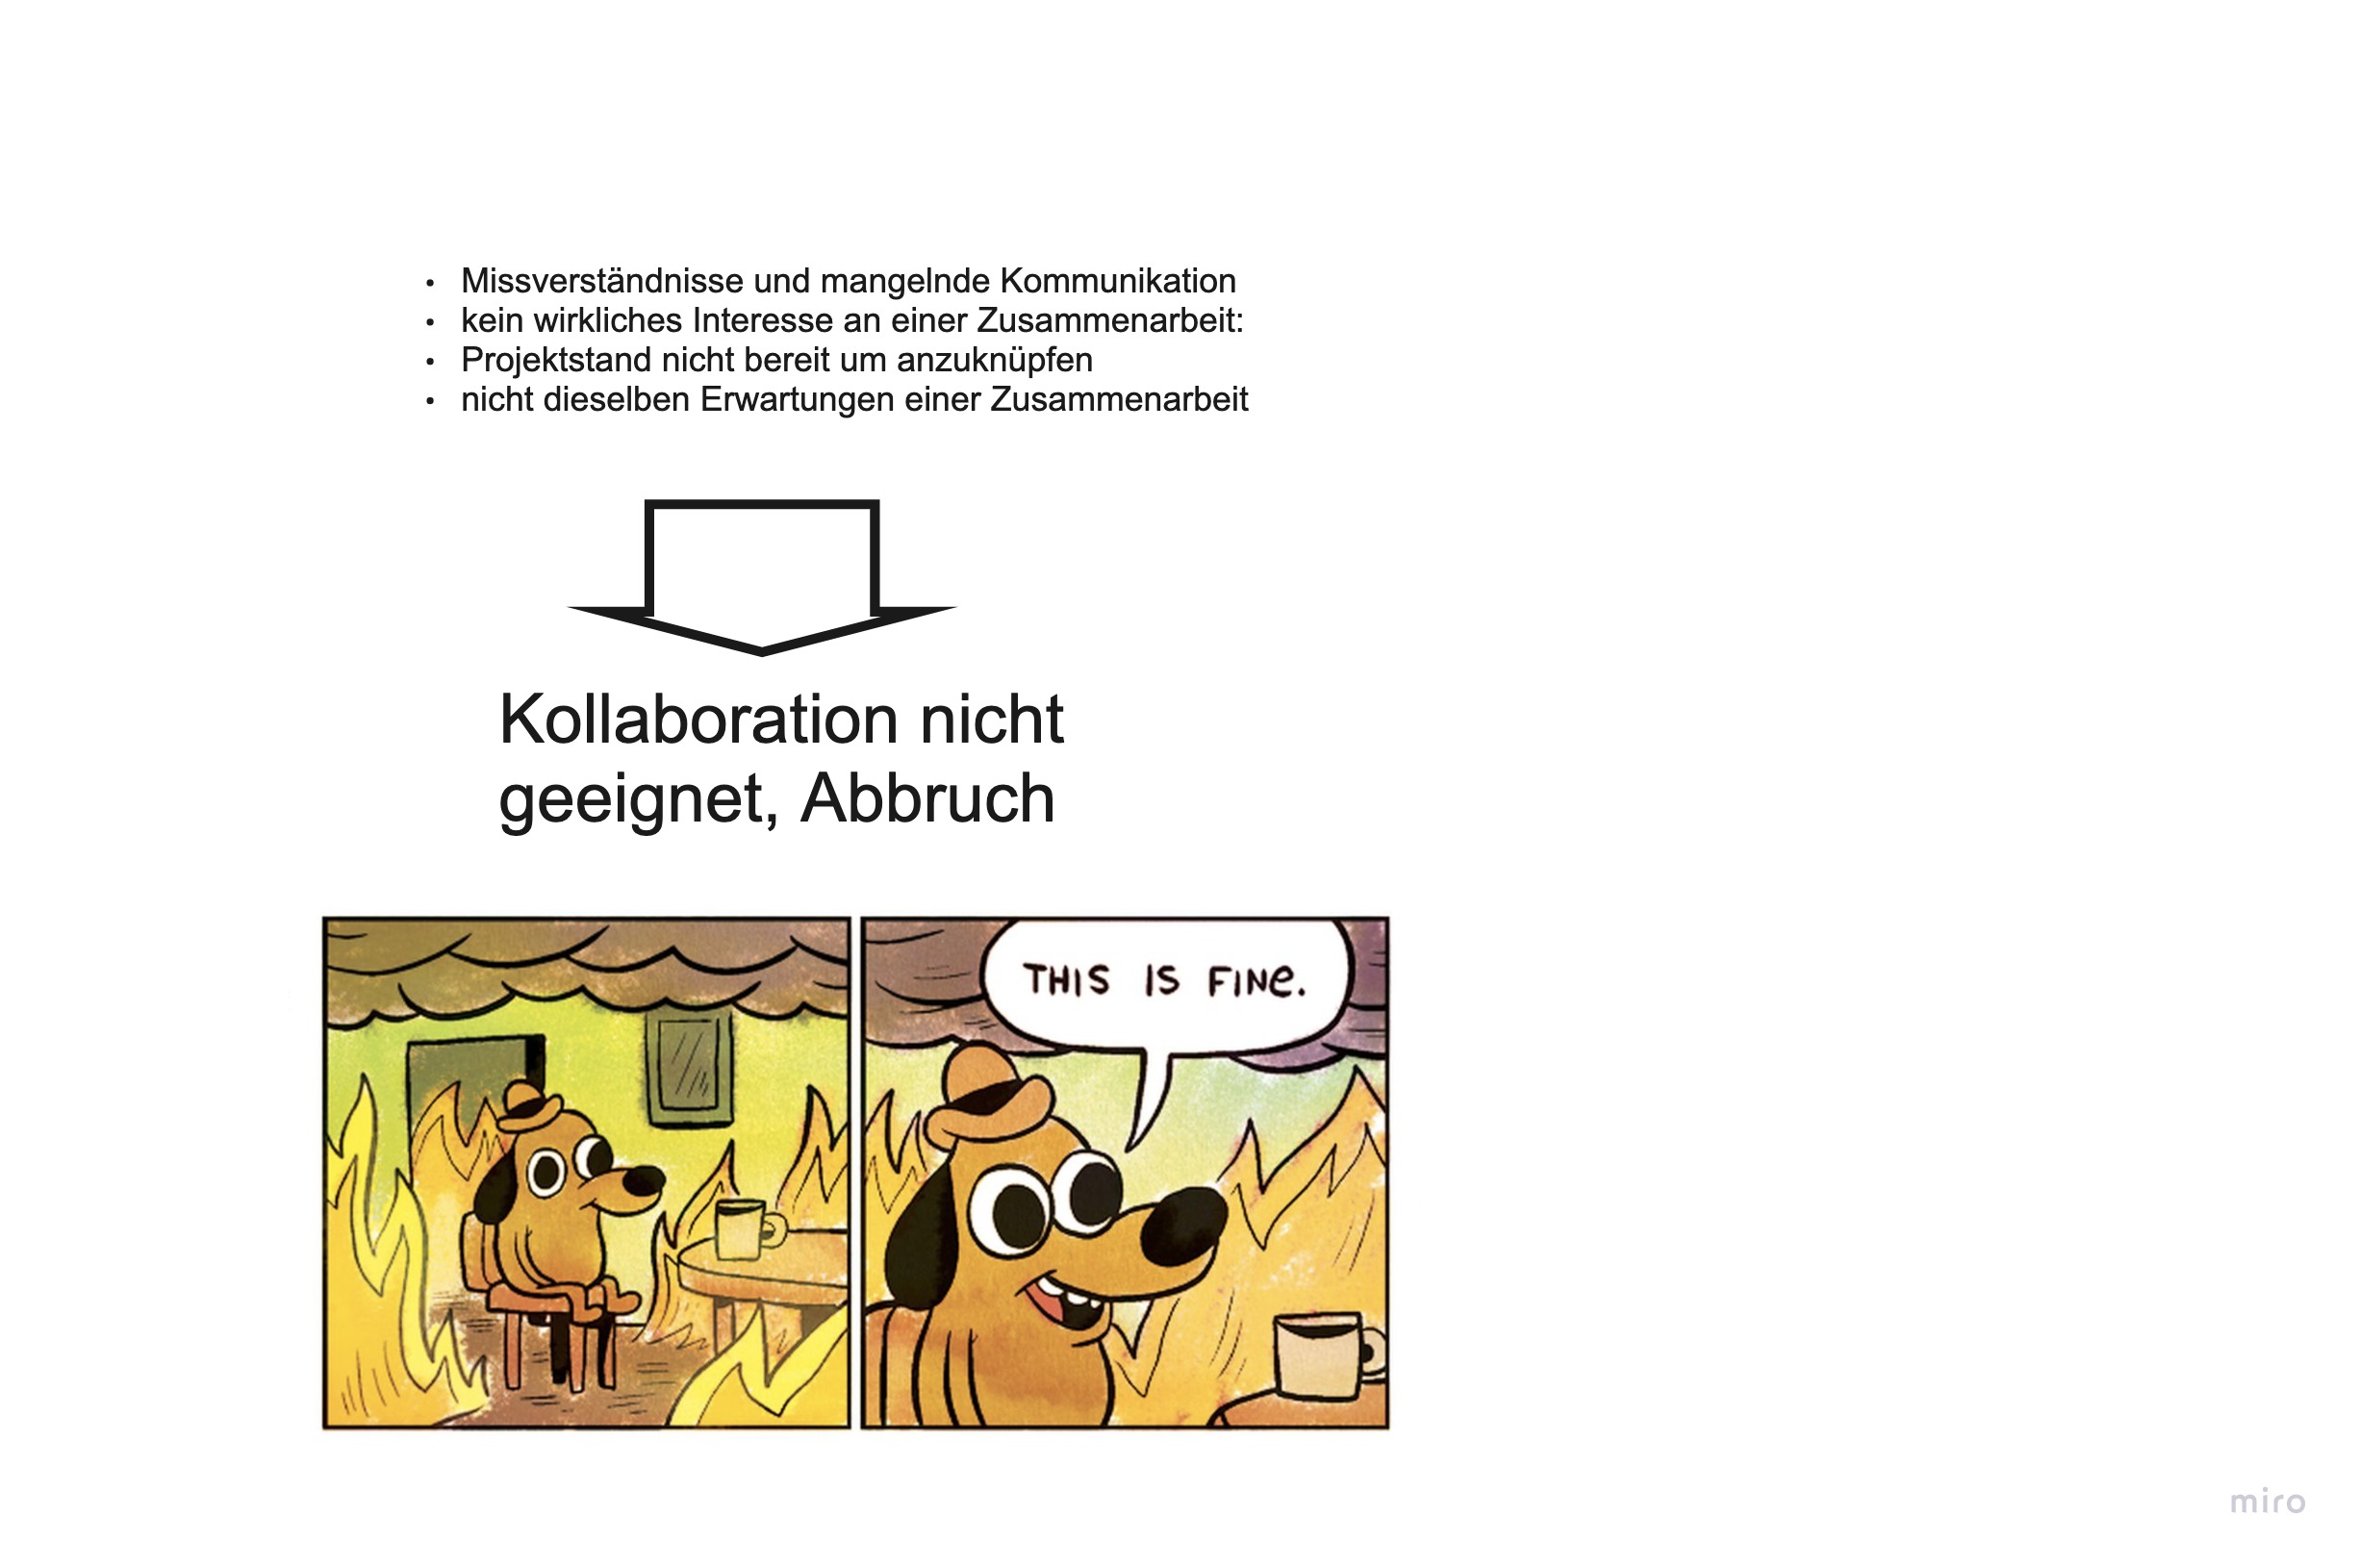 • Missverständnisse und mangelnde Kommunikation
• kein wirkliches Interesse an einer Zusammenarbeit:
• Projektstand nicht bereit um anzuknüpfen
• nicht dieselben Erwartungen einer Zusammenarbeit
Kollaboration nicht
geeignet, Abbruch
THIS IS FINe.
miro